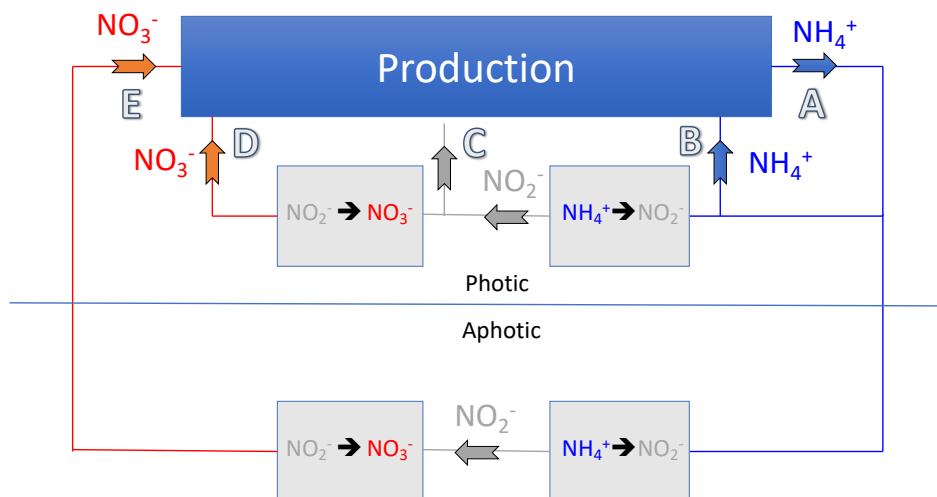 NO₃⁻
NH₄⁺
Production
E
A
D
C
B
NO₃⁻
NO₂⁻
NH₄⁺
NO₂⁻ ➔ NO₃⁻
NH₄⁺ ➔ NO₂⁻
Photic
Aphotic
NO₂⁻
NO₂⁻ ➔ NO₃⁻
NH₄⁺ ➔ NO₂⁻